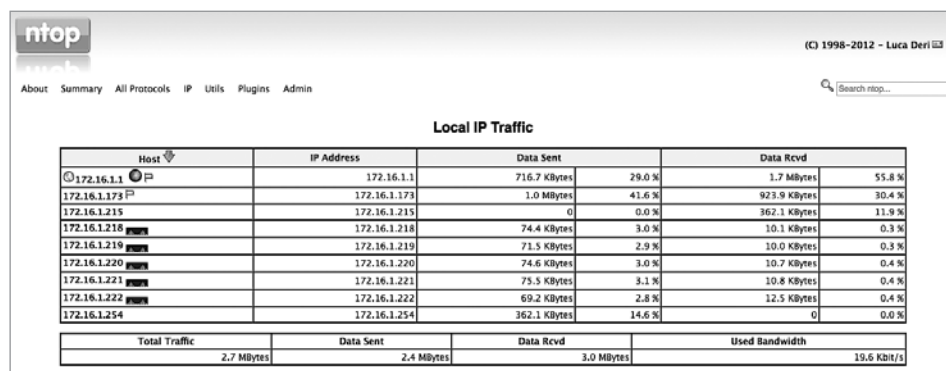 ntop
(C) 1998-2012 - Luca Deri
About Summary All Protocols IP Utils Plugins Admin
Search ntop...
Local IP Traffic
Host IP Address Data Sent Data Rcvd
172.16.1.1 172.16.1.1 716.7 KBytes 29.0 % 1.7 MBytes 55.8 %
172.16.1.173 172.16.1.173 1.0 MBytes 41.6 % 923.9 KBytes 30.4 %
172.16.1.215 172.16.1.215 0 0.0 % 362.1 KBytes 11.9 %
172.16.1.218 172.16.1.218 74.4 KBytes 3.0 % 10.1 KBytes 0.3 %
172.16.1.219 172.16.1.219 71.5 KBytes 2.9 % 10.0 KBytes 0.3 %
172.16.1.220 172.16.1.220 74.6 KBytes 3.0 % 10.7 KBytes 0.4 %
172.16.1.221 172.16.1.221 75.5 KBytes 3.1 % 10.8 KBytes 0.4 %
172.16.1.222 172.16.1.222 69.2 KBytes 2.8 % 12.5 KBytes 0.4 %
172.16.1.254 172.16.1.254 362.1 KBytes 14.6 % 0 0.0 %
Total Traffic Data Sent Data Rcvd Used Bandwidth
2.7 MBytes 2.4 MBytes 3.0 MBytes 19.6 Kbit/s